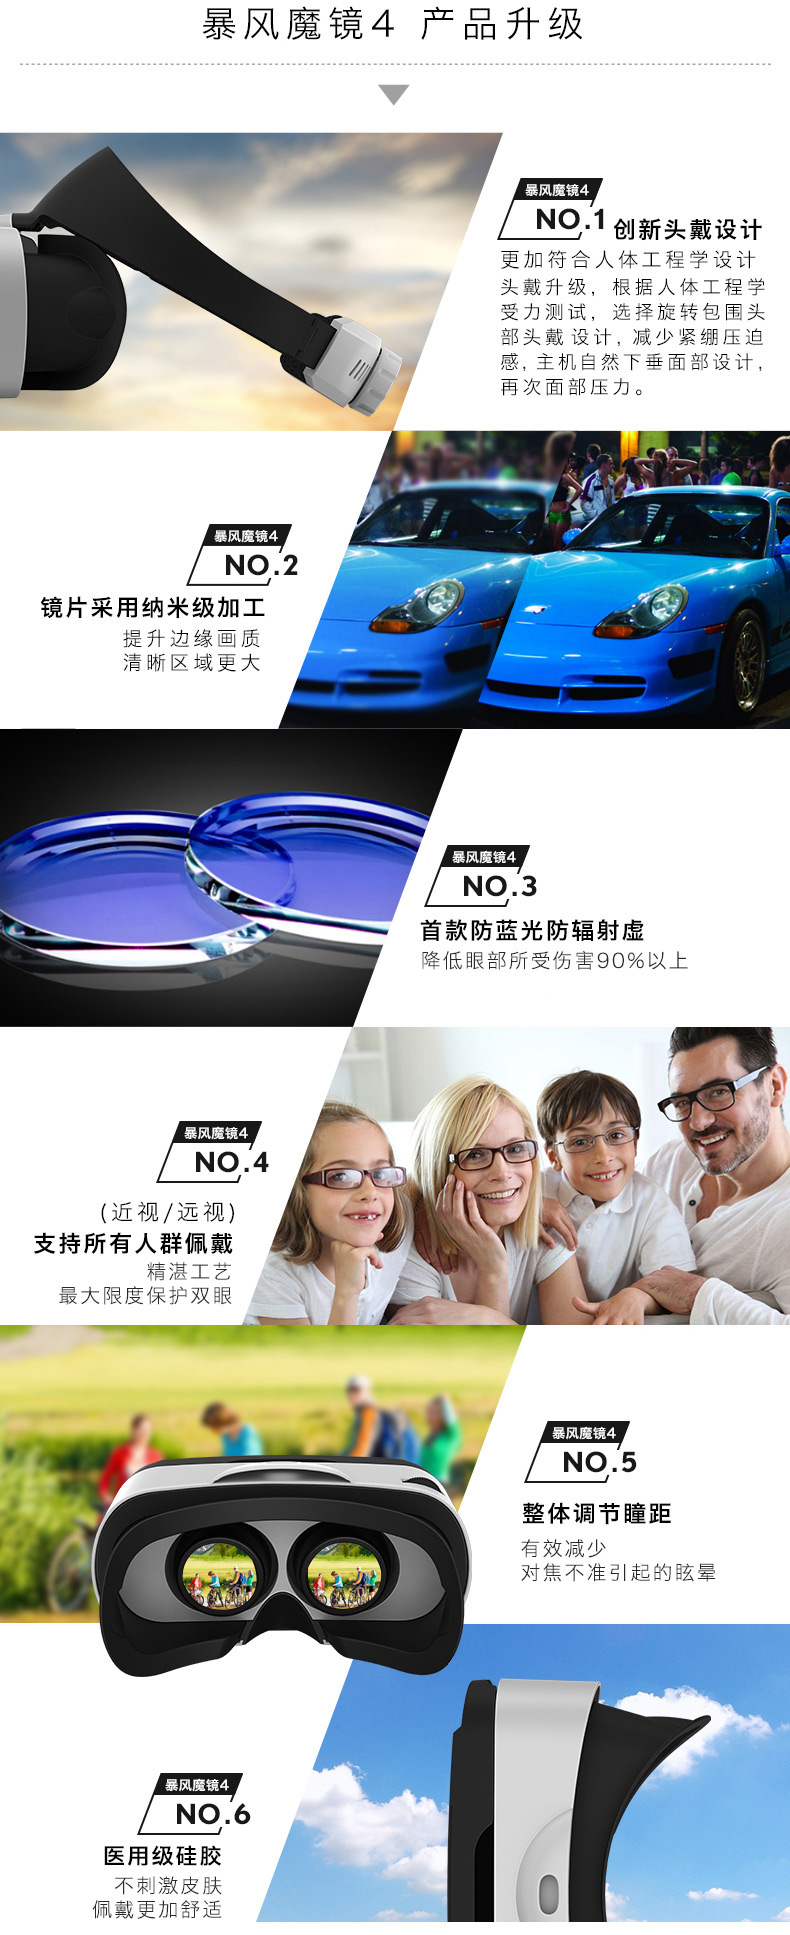 暴风魔镜4 产品升级
暴风魔镜4
NO.1 创新头戴设计
更加符合人体工程学设计
头戴升级，根据人体工程学
受力测试，选择旋转包围头
部头戴设计，减少紧绷压迫
感，主机自然下垂面部设计，
再次面部压力。
暴风魔镜4
NO.2
镜片采用纳米级加工
提升边缘画质
清晰区域更大
暴风魔镜4
NO.3
首款防蓝光防辐射虚
降低眼部所受伤害90%以上
暴风魔镜4
NO.4
(近视/远视)
支持所有人群佩戴
精湛工艺
最大限度保护双眼
暴风魔镜4
NO.5
整体调节瞳距
有效减少
对焦不准引起的眩晕
暴风魔镜4
NO.6
医用级硅胶
不刺激皮肤
佩戴更加舒适